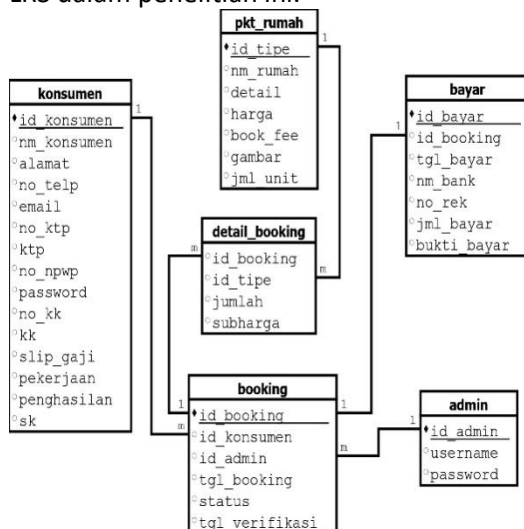 LRS dalam penelitian ini.
pkt_rumah
id_tipe
nm_rumah
detail
harga
book_fee
gambar
jml_unit
1
konsumen
id_konsumen
nm_konsumen
alamat
no_telp
email
no_ktp
ktp
no_npwp
password
no_kk
kk
slip_gaji
pekerjaan
penghasilan
sk
1
m
bayar
id_bayar
id_booking
tgl_bayar
nm_bank
no_rek
jml_bayar
bukti_bayar
1
detail_booking
id_booking
id_tipe
jumlah
subharga
m
m
booking
id_booking
id_konsumen
id_admin
tgl_booking
status
tgl_verifikasi
1
1
m
admin
id_admin
username
password
1